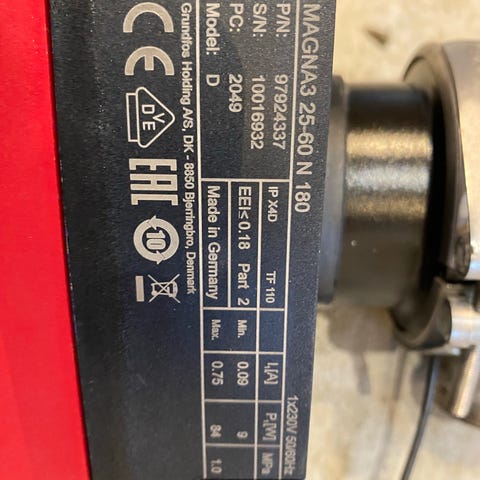 MAGNA3 25-60 N 180
P/N: 97924337
S/N: 10016932
PC: 2049
Model: D
IP X4D TF 110
EEI≤0.18 Part 2
Made in Germany
1x230V 50/60Hz
I₁[A] P₁[W] MPa
Min. 0.09 9
Max. 0.75 84 1.0
Grundfos Holding A/S, DK - 8850 Bjerringbro, Denmark
CE
DVE
EAC
10